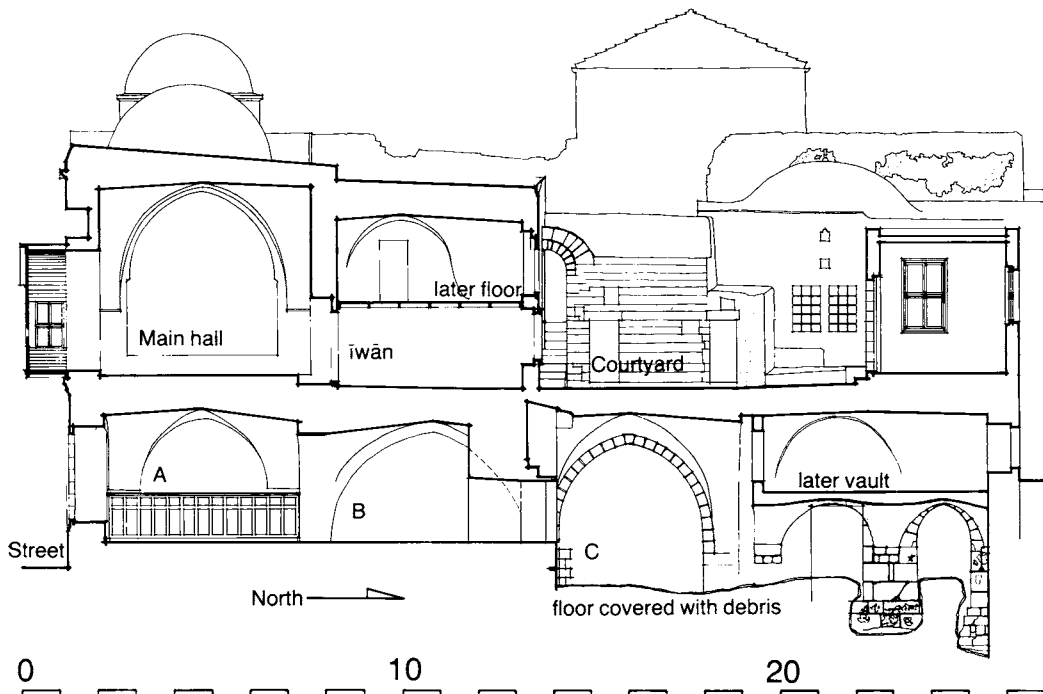 later floor
Main hall
īwān
Courtyard
A
B
C
later vault
Street
North
floor covered with debris
0 10 20